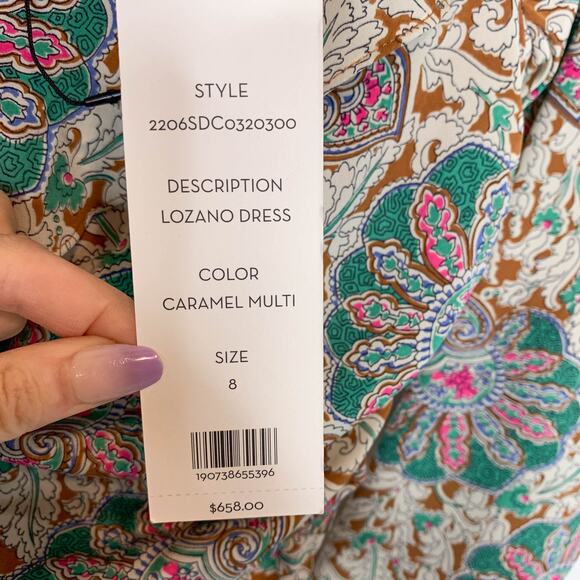 STYLE
2206SDC0320300
DESCRIPTION
LOZANO DRESS
COLOR
CARAMEL MULTI
SIZE
8
190738655396
$658.00